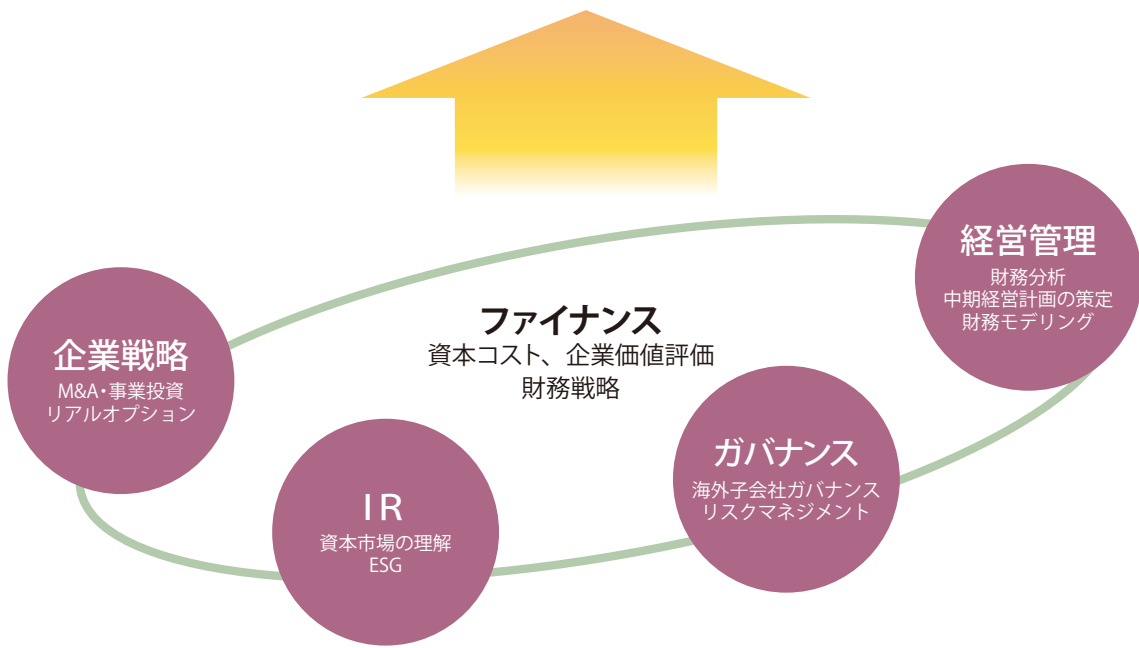 ファイナンス
資本コスト、企業価値評価
財務戦略
企業戦略
M&A・事業投資
リアルオプション
IR
資本市場の理解
ESG
ガバナンス
海外子会社ガバナンス
リスクマネジメント
経営管理
財務分析
中期経営計画の策定
財務モデリング